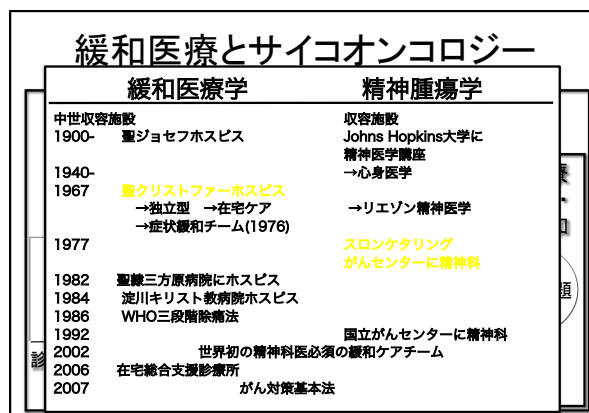 緩和医療とサイコオンコロジー
緩和医療学 精神腫瘍学
中世収容施設 収容施設
1900- 聖ジョセフホスピス Johns Hopkins大学に
精神医学講座
1940- →心身医学
1967 聖クリストファーホスピス
→独立型 →在宅ケア →リエゾン精神医学
→症状緩和チーム(1976)
1977 スロンケタリング
がんセンターに精神科
1982 聖隷三方原病院にホスピス
1984 淀川キリスト教病院ホスピス
1986 WHO三段階除痛法
1992 国立がんセンターに精神科
2002 世界初の精神科医必須の緩和ケアチーム
2006 在宅総合支援診療所
2007 がん対策基本法
題
診